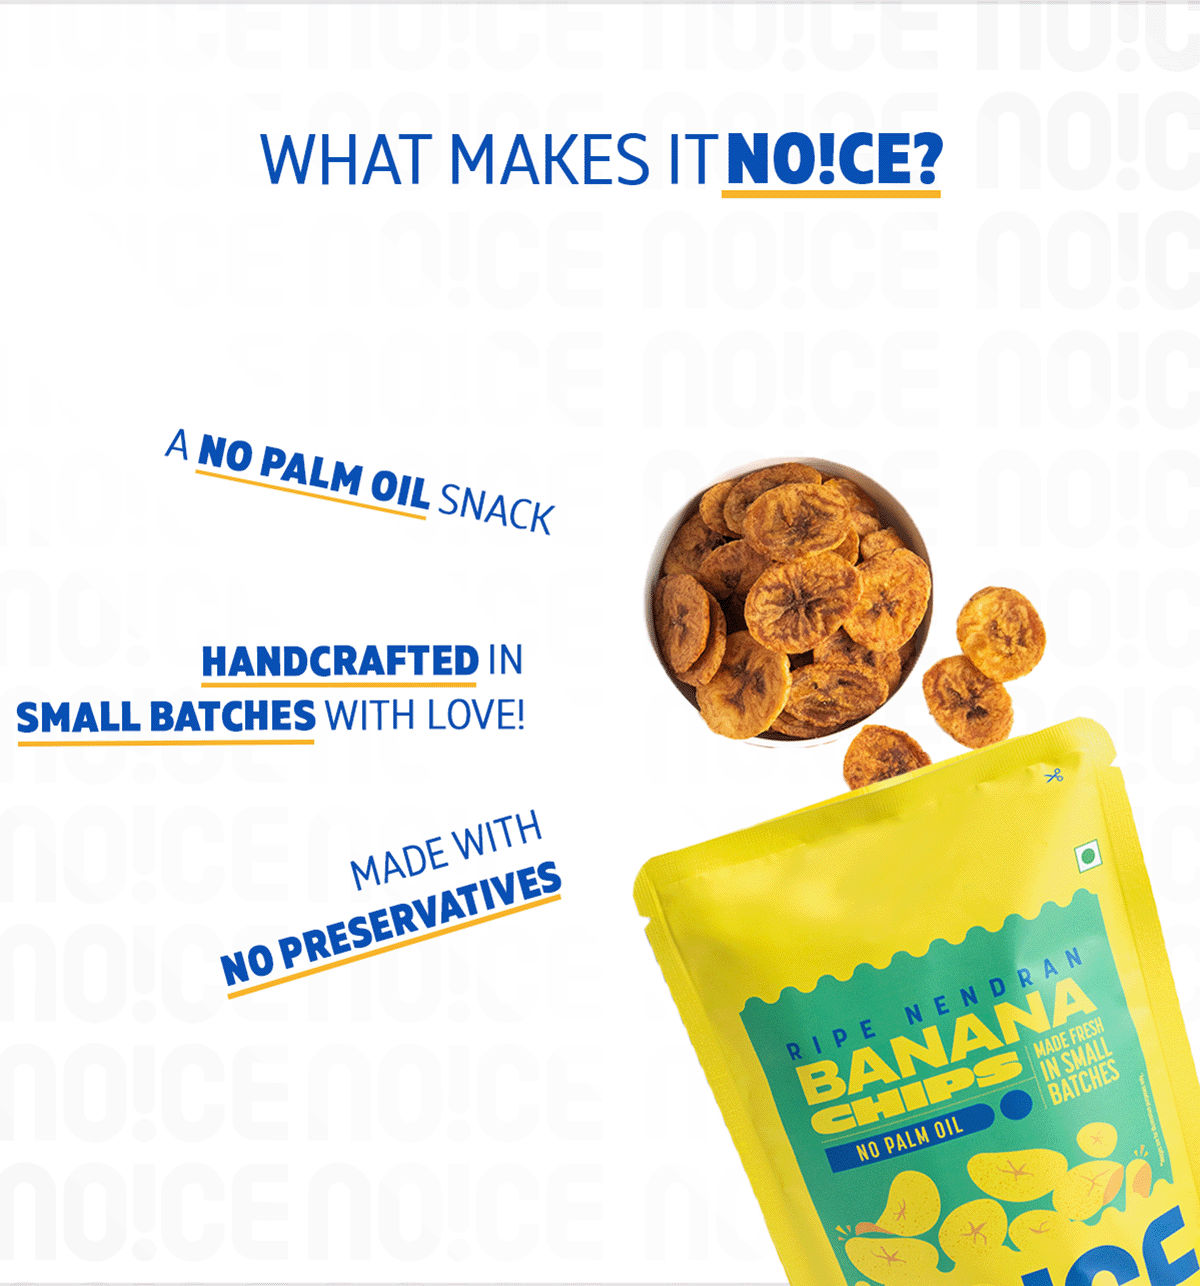 WHAT MAKES IT NO!CE?
A NO PALM OIL SNACK
HANDCRAFTED IN
SMALL BATCHES WITH LOVE!
MADE WITH
NO PRESERVATIVES
RIPE NENDRAN
BANANA
CHIPS
MADE FRESH
IN SMALL
BATCHES
NO PALM OIL